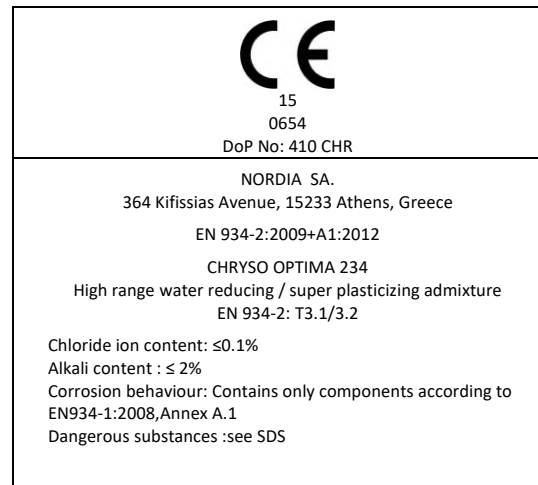 CE
15
0654
DoP No: 410 CHR
NORDIA SA.
364 Kifissias Avenue, 15233 Athens, Greece
EN 934-2:2009+A1:2012
CHRYSO OPTIMA 234
High range water reducing / super plasticizing admixture
EN 934-2: T3.1/3.2
Chloride ion content: ≤0.1%
Alkali content : ≤ 2%
Corrosion behaviour: Contains only components according to
EN934-1:2008,Annex A.1
Dangerous substances :see SDS